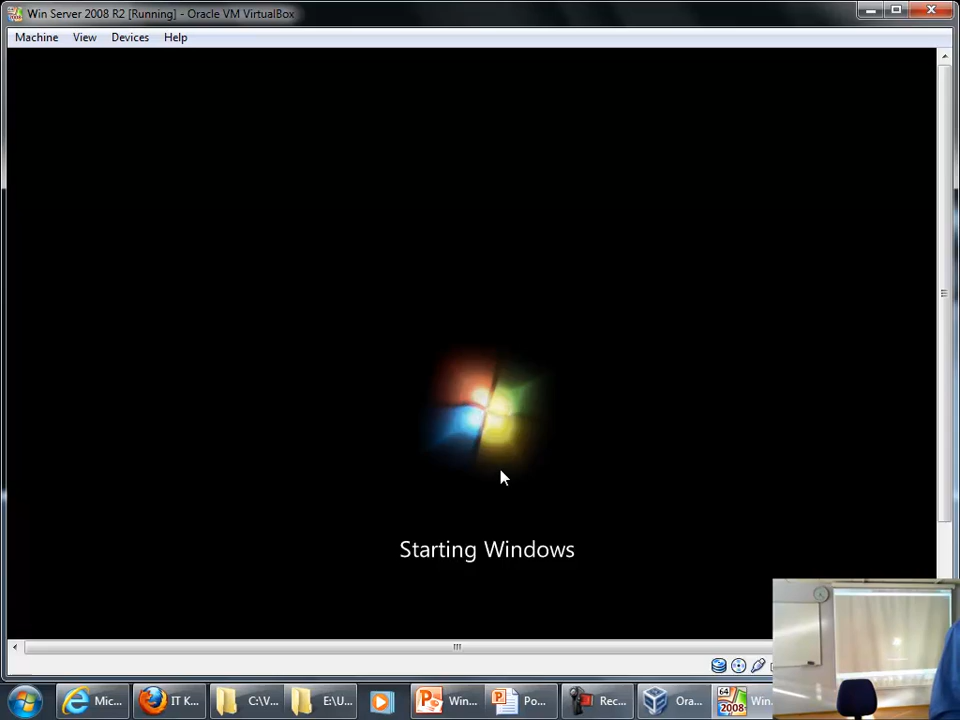 Win Server 2008 R2 [Running] - Oracle VM VirtualBox
Machine View Devices Help
Starting Windows
Mic... IT K... C:\V... E:\U... Win... Po... Rec... Ora... 64 2008 Win.